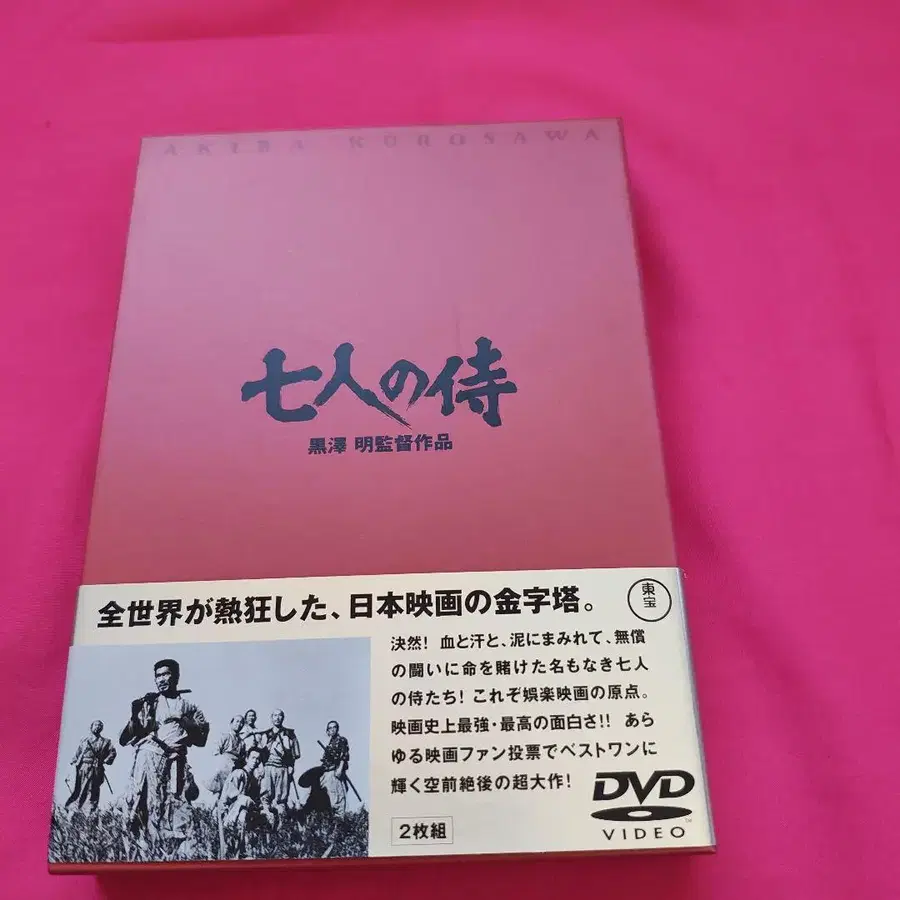 AKIRA KUROSAWA
七人の侍
黒澤 明監督作品
全世界が熱狂した、日本映画の金字塔。
東宝
決然! 血と汗と、泥にまみれて、無償
の闘いに命を賭けた名もなき七人
の侍たち! これぞ娯楽映画の原点。
映画史上最強・最高の面白さ!! あら
ゆる映画ファン投票でベストワンに
輝く空前絶後の超大作!
2枚組
DVD
VIDEO
TM